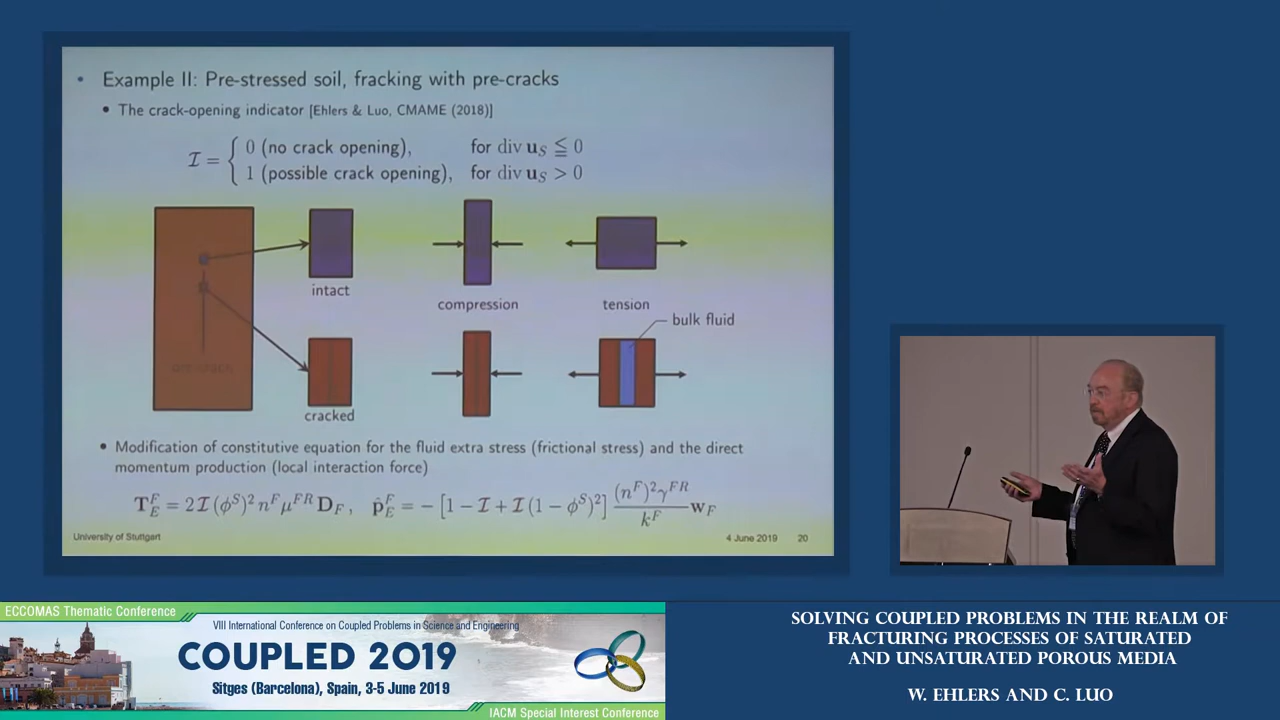 • Example II: Pre-stressed soil, fracking with pre-cracks
• The crack-opening indicator [Ehlers & Luo, CMAME (2018)]
I = { 0 (no crack opening), for div u_S ≦ 0
1 (possible crack opening), for div u_S > 0
intact
compression
tension
bulk fluid
pre-crack
cracked
• Modification of constitutive equation for the fluid extra stress (frictional stress) and the direct
momentum production (local interaction force)
T_E^F = 2 I (ϕ^S)^2 n^F μ^{FR} D_F , p̂_E^F = − [1 − I + I (1 − ϕ^S)^2] (n^F)^2 γ^{FR} / k^F w_F
University of Stuttgart
4 June 2019 20
ECCOMAS Thematic Conference
VIII International Conference on Coupled Problems in Science and Engineering
COUPLED 2019
Sitges (Barcelona), Spain, 3-5 June 2019
IACM Special Interest Conference
SOLVING COUPLED PROBLEMS IN THE REALM OF
FRACTURING PROCESSES OF SATURATED
AND UNSATURATED POROUS MEDIA
W. EHLERS AND C. LUO